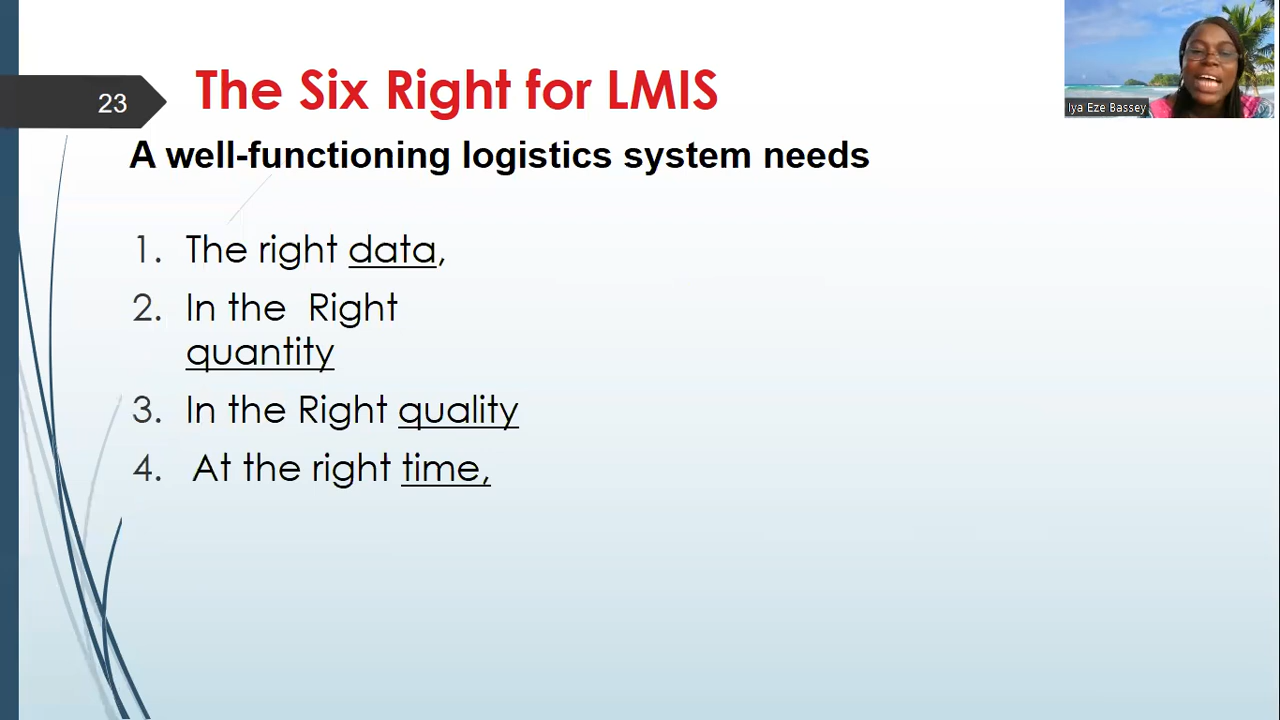 23
The Six Right for LMIS
Iya Eze Bassey
A well-functioning logistics system needs
1. The right data,
2. In the Right
quantity
3. In the Right quality
4. At the right time,